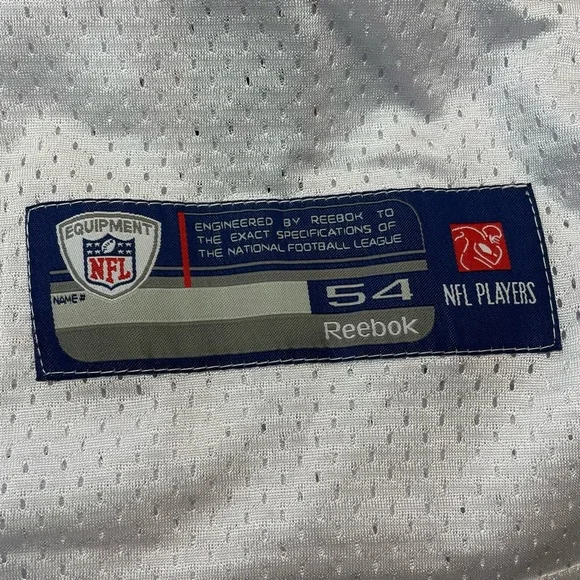 EQUIPMENT
NFL
ENGINEERED BY REEBOK TO
THE EXACT SPECIFICATIONS OF
THE NATIONAL FOOTBALL LEAGUE
NAME #
54
Reebok
NFL PLAYERS